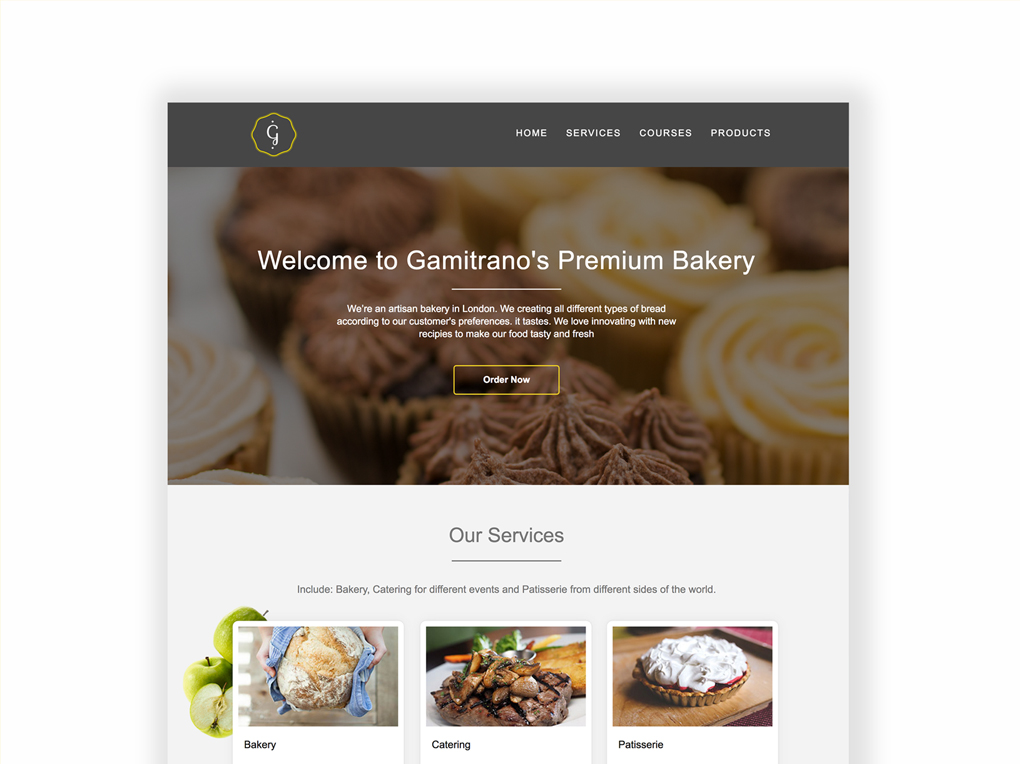 G
HOME SERVICES COURSES PRODUCTS
Welcome to Gamitrano's Premium Bakery
We're an artisan bakery in London. We creating all different types of bread
according to our customer's preferences. it tastes. We love innovating with new
recipies to make our food tasty and fresh
Order Now
Our Services
Include: Bakery, Catering for different events and Patisserie from different sides of the world.
Bakery Catering Patisserie